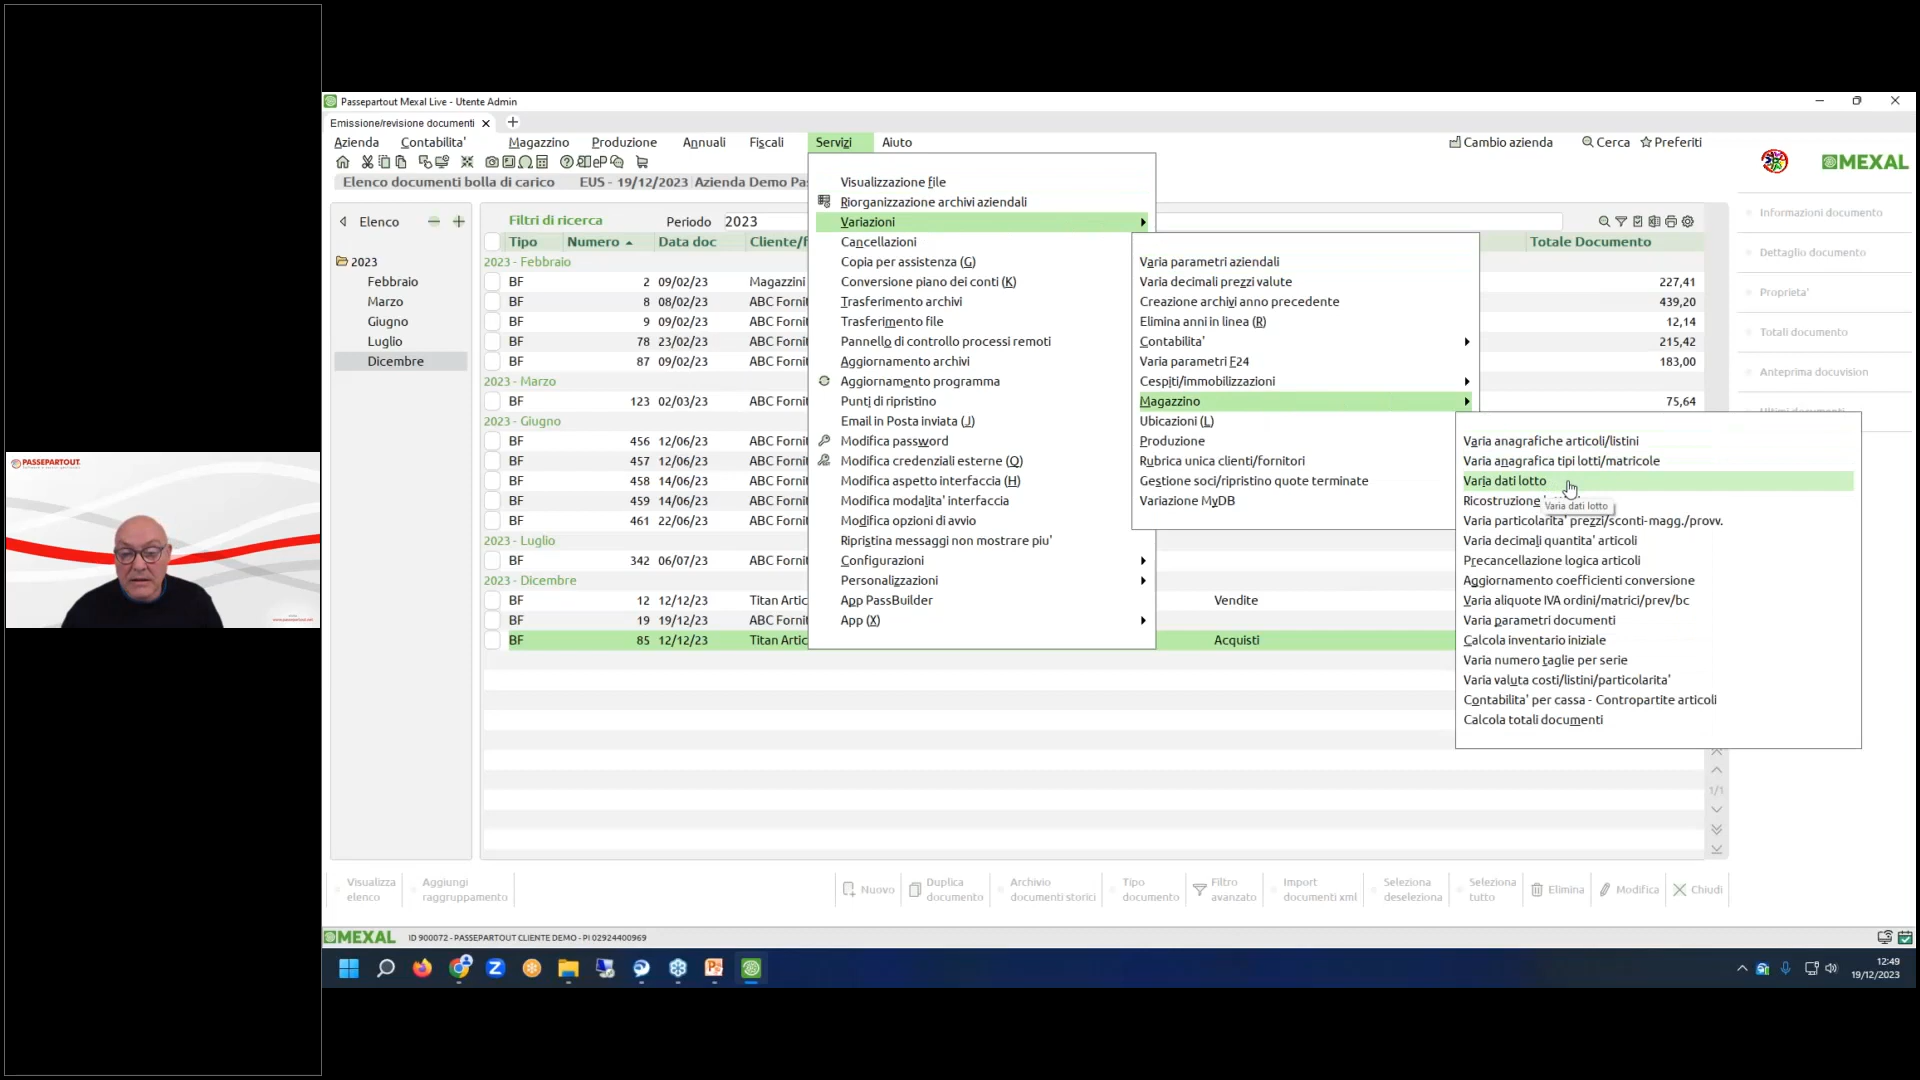 Passepartout Mexal Live - Utente Admin
Emissione/revisione documenti
Azienda Contabilita' Magazzino Produzione Annuali Fiscali Servizi Aiuto
Cambio azienda Cerca Preferiti
MEXAL
Elenco documenti bolla di carico EUS - 19/12/2023 Azienda Demo Pa
Elenco
2023
Febbraio
Marzo
Giugno
Luglio
Dicembre
Filtri di ricerca Periodo 2023
Tipo Numero Data doc Cliente/f Totale Documento
2023 - Febbraio
BF 2 09/02/23 Magazzini 227,41
BF 8 08/02/23 ABC Fornit 439,20
BF 9 09/02/23 ABC Fornit 12,14
BF 78 23/02/23 ABC Fornit 215,42
BF 87 09/02/23 ABC Fornit 183,00
2023 - Marzo
BF 123 02/03/23 ABC Fornit 75,64
2023 - Giugno
BF 456 12/06/23 ABC Fornit
BF 457 12/06/23 ABC Fornit
BF 458 14/06/23 ABC Fornit
BF 459 14/06/23 ABC Fornit
BF 461 22/06/23 ABC Fornit
2023 - Luglio
BF 342 06/07/23 ABC Fornit
2023 - Dicembre
BF 12 12/12/23 Titan Artic Vendite
BF 19 19/12/23 ABC Fornit
BF 85 12/12/23 Titan Artic Acquisti
Visualizzazione file
Riorganizzazione archivi aziendali
Variazioni
Cancellazioni
Copia per assistenza (G)
Conversione piano dei conti (K)
Trasferimento archivi
Trasferimento file
Pannello di controllo processi remoti
Aggiornamento archivi
Aggiornamento programma
Punti di ripristino
Email in Posta inviata (J)
Modifica password
Modifica credenziali esterne (Q)
Modifica aspetto interfaccia (H)
Modifica modalita' interfaccia
Modifica opzioni di avvio
Ripristina messaggi non mostrare piu'
Configurazioni
Personalizzazioni
App PassBuilder
App (X)
Varia parametri aziendali
Varia decimali prezzi valute
Creazione archivi anno precedente
Elimina anni in linea (R)
Contabilita'
Varia parametri F24
Cespiti/immobilizzazioni
Magazzino
Ubicazioni (L)
Produzione
Rubrica unica clienti/fornitori
Gestione soci/ripristino quote terminate
Variazione MyDB
Varia anagrafiche articoli/listini
Varia anagrafica tipi lotti/matricole
Varia dati lotto
Ricostruzione
Varia dati lotto
Varia particolarita' prezzi/sconti-magg./provv.
Varia decimali quantita' articoli
Precancellazione logica articoli
Aggiornamento coefficienti conversione
Varia aliquote IVA ordini/matrici/prev/bc
Varia parametri documenti
Calcola inventario iniziale
Varia numero taglie per serie
Varia valuta costi/listini/particolarita'
Contabilita' per cassa - Contropartite articoli
Calcola totali documenti
Informazioni documento
Dettaglio documento
Proprieta'
Totali documento
Anteprima docuvision
1/1
Visualizza elenco
Aggiungi raggruppamento
Nuovo
Duplica documento
Archivio documenti storici
Tipo documento
Filtro avanzato
Import documenti xml
Seleziona deseleziona
Seleziona tutto
Elimina
Modifica
Chiudi
MEXAL ID 900072 - PASSEPARTOUT CLIENTE DEMO - PI 02924400969
12:49
19/12/2023
PASSEPARTOUT